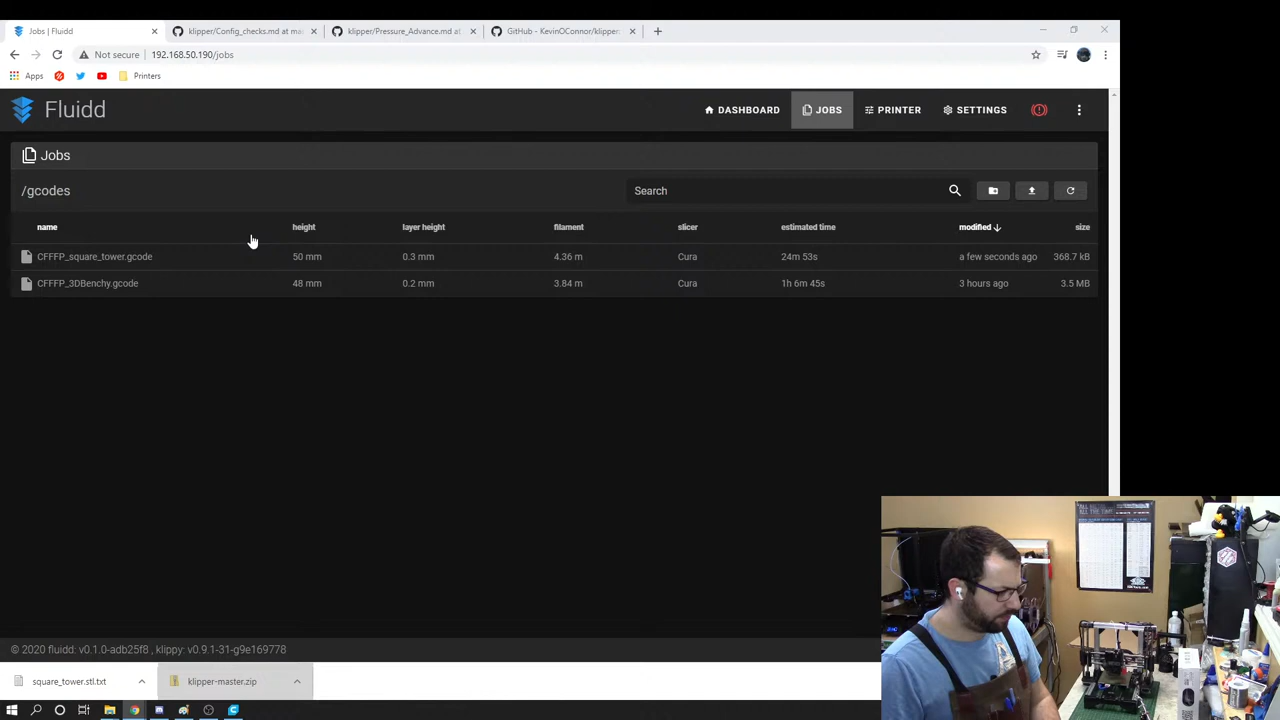 Jobs | Fluidd
klipper/Config_checks.md at ma
klipper/Pressure_Advance.md at
GitHub - KevinOConnor/klipper:
Not secure
192.168.50.190/jobs
Apps
Printers
Fluidd
DASHBOARD
JOBS
PRINTER
SETTINGS
Jobs
/gcodes
Search
name height layer height filament slicer estimated time modified size
CFFFP_square_tower.gcode 50 mm 0.3 mm 4.36 m Cura 24m 53s a few seconds ago 368.7 kB
CFFFP_3DBenchy.gcode 48 mm 0.2 mm 3.84 m Cura 1h 6m 45s 3 hours ago 3.5 MB
© 2020 fluidd: v0.1.0-adb25f8 , klippy: v0.9.1-31-g9e169778
square_tower.stl.txt
klipper-master.zip